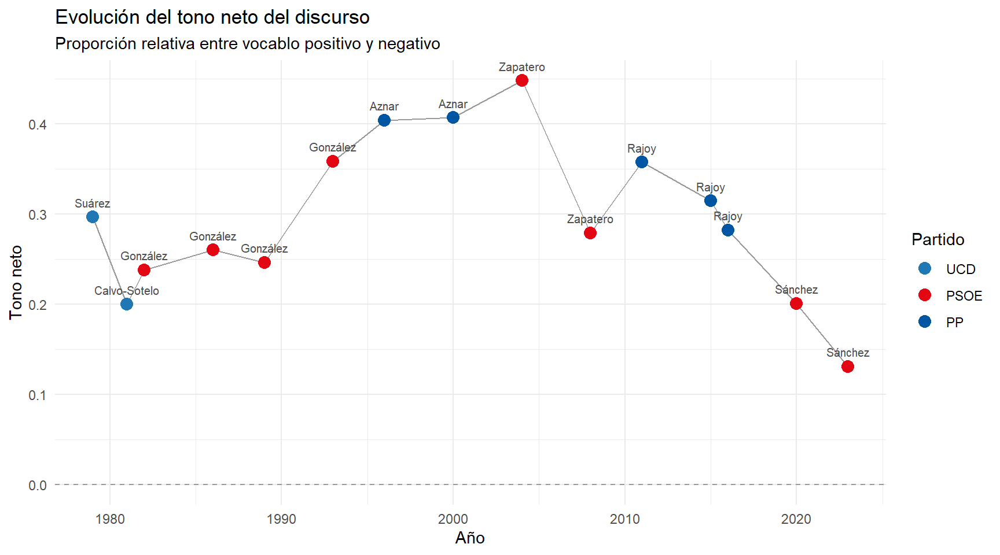 Evolución del tono neto del discurso
Proporción relativa entre vocablo positivo y negativo
Zapatero
Aznar
Aznar
González
Rajoy
Rajoy
Suárez
Rajoy
Zapatero
González
González
González
Calvo-Sotelo
Sánchez
Sánchez
Tono neto
0.4
0.3
0.2
0.1
0.0
1980
1990
2000
2010
2020
Año
Partido
UCD
PSOE
PP